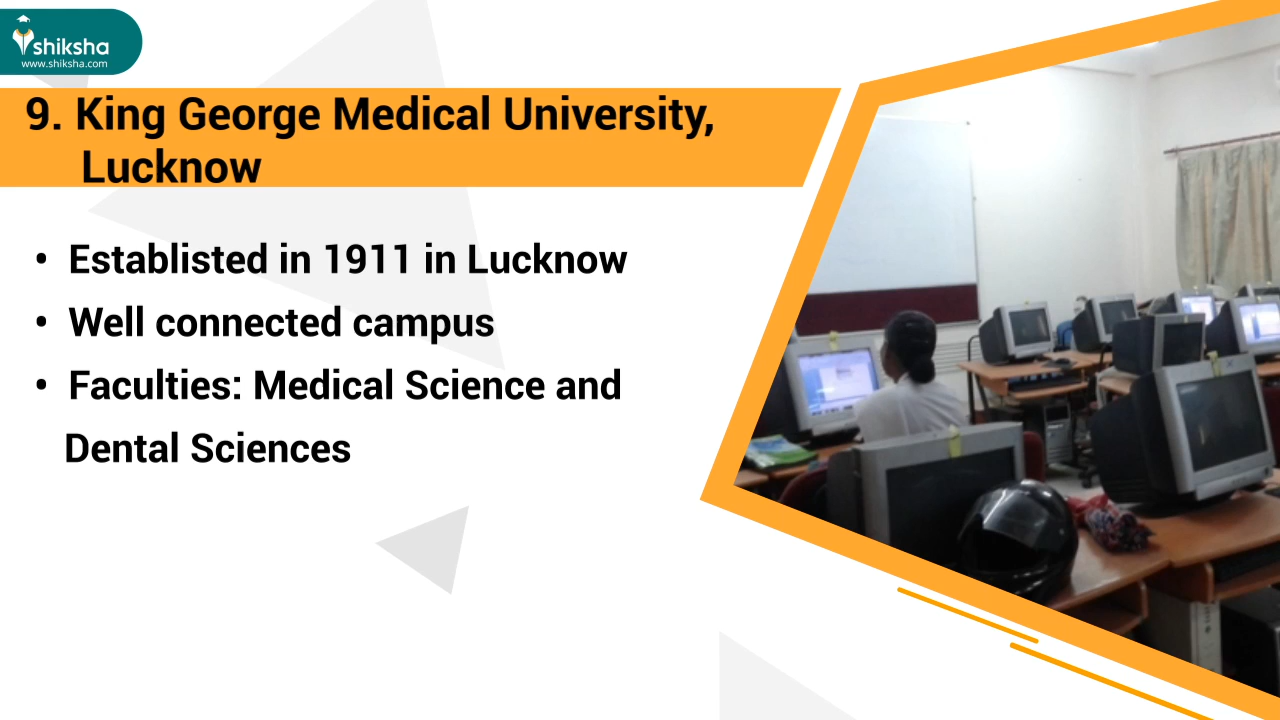 shiksha
www.shiksha.com
9. King George Medical University,
Lucknow
• Establisted in 1911 in Lucknow
• Well connected campus
• Faculties: Medical Science and
Dental Sciences